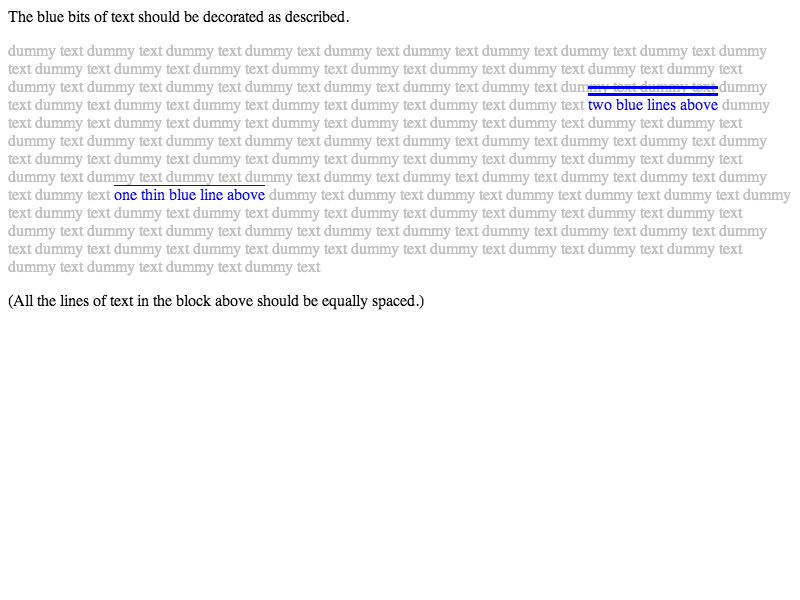 The blue bits of text should be decorated as described.
dummy text dummy text dummy text dummy text dummy text dummy text dummy text dummy text dummy text dummy
text dummy text dummy text dummy text dummy text dummy text dummy text dummy text dummy text dummy text
dummy text dummy text dummy text dummy text dummy text dummy text dummy text dummy text dummy text dummy
text dummy text dummy text dummy text dummy text dummy text dummy text dummy text two blue lines above dummy
text dummy text dummy text dummy text dummy text dummy text dummy text dummy text dummy text dummy text
dummy text dummy text dummy text dummy text dummy text dummy text dummy text dummy text dummy text dummy
text dummy text dummy text dummy text dummy text dummy text dummy text dummy text dummy text dummy text
dummy text dummy text dummy text dummy text dummy text dummy text dummy text dummy text dummy text dummy
text dummy text one thin blue line above dummy text dummy text dummy text dummy text dummy text dummy text dummy
text dummy text dummy text dummy text dummy text dummy text dummy text dummy text dummy text dummy text
dummy text dummy text dummy text dummy text dummy text dummy text dummy text dummy text dummy text dummy
text dummy text dummy text dummy text dummy text dummy text dummy text dummy text dummy text dummy text
dummy text dummy text dummy text dummy text
(All the lines of text in the block above should be equally spaced.)